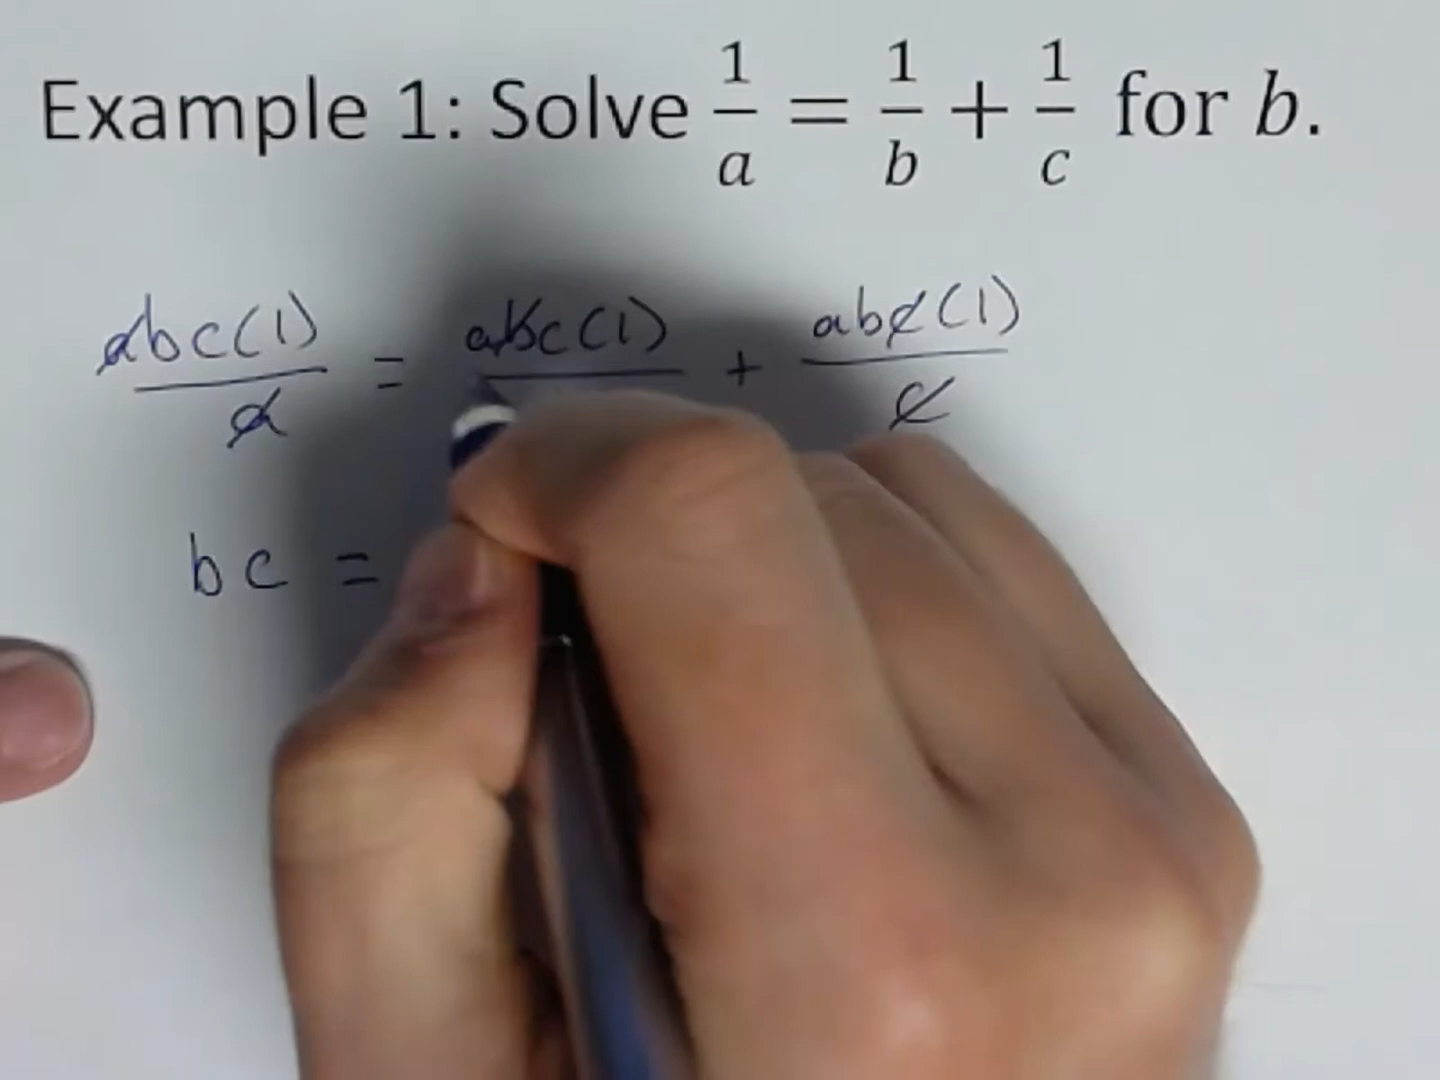 Example 1: Solve 1/a = 1/b + 1/c for b.
abc(1)/a = abc(1)/ + abc(1)/c
bc =